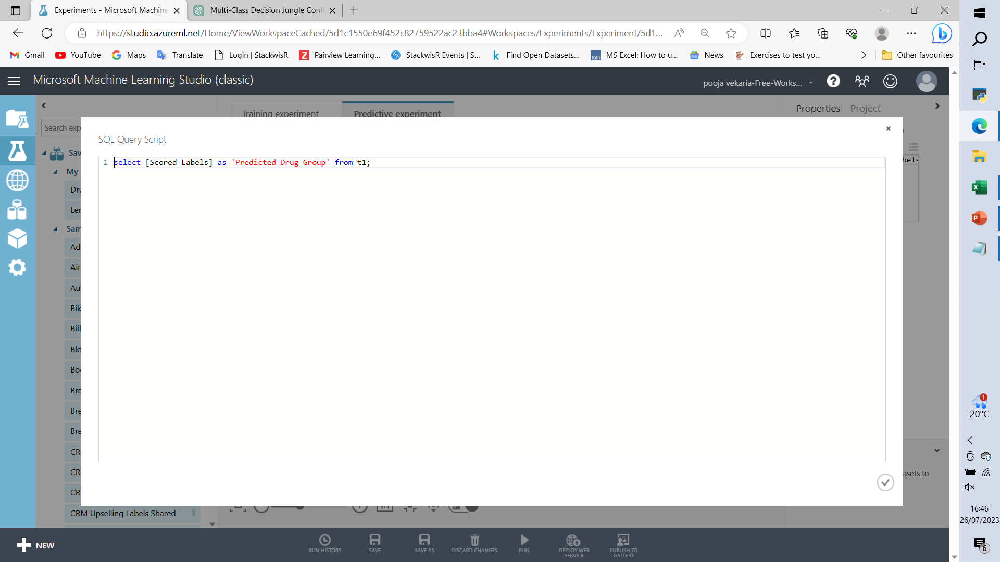 Experiments - Microsoft Machine
Multi-Class Decision Jungle Conf
https://studio.azureml.net/Home/ViewWorkspaceCached/5d1c1550e69f452c82759522ac23bba4#Workspaces/Experiments/Experiment/5d1...
Gmail YouTube Maps Translate Login | StackwisR Pairview Learning... StackwisR Events | S... Find Open Datasets... MS Excel: How to u... News Exercises to test yo... Other favourites
Microsoft Machine Learning Studio (classic)
pooja vekaria-Free-Works...
Training experiment
Predictive experiment
Properties Project
Search exp
SQL Query Script
1 select [Scored Labels] as 'Predicted Drug Group' from t1;
Sav
My
Dru
Ler
Sam
Ad
Air
Au
Bik
Bill
Blo
Boo
Bre
Bre
Bre
CR
CR
CR
CRM Upselling Labels Shared
asets to
NEW
RUN HISTORY
SAVE
SAVE AS
DISCARD CHANGES
RUN
DEPLOY WEB
SERVICE
PUBLISH TO
GALLERY
1
20°C
16:46
26/07/2023
6